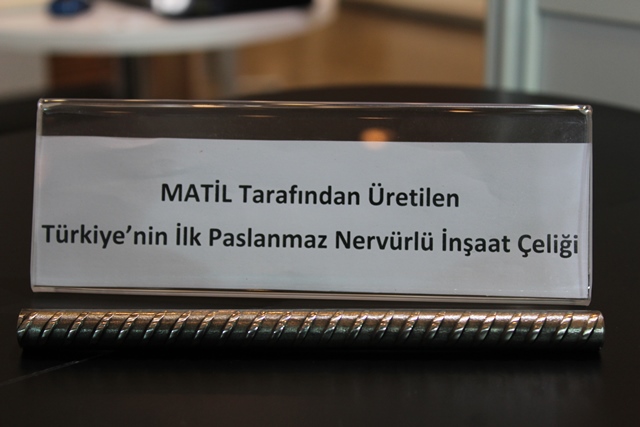 MATİL Tarafından Üretilen
Türkiye’nin İlk Paslanmaz Nervürlü İnşaat Çeliği